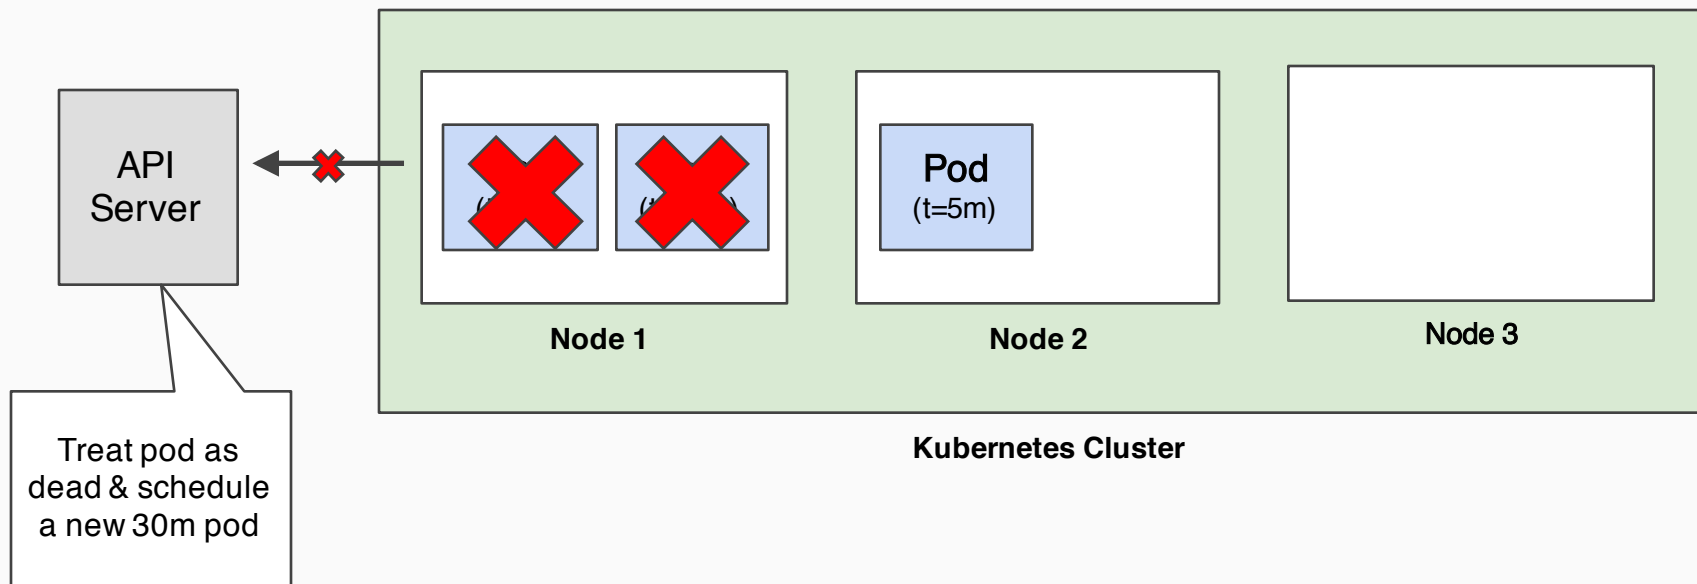 API
Server
Pod
(t=5m)
Node 1
Node 2
Node 3
Kubernetes Cluster
Treat pod as
dead & schedule
a new 30m pod